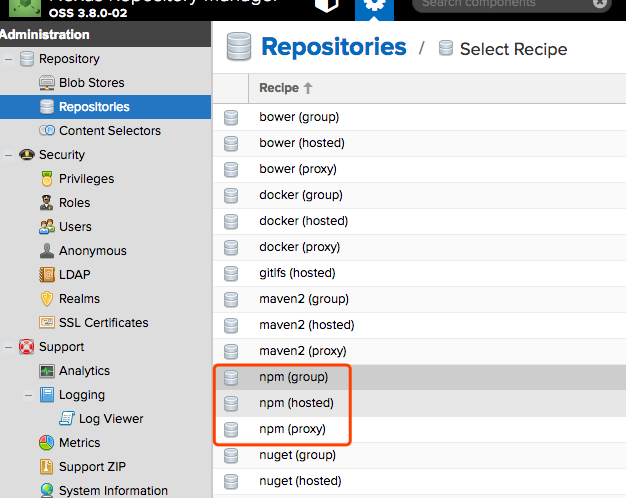 Nexus Repository Manager
OSS 3.8.0-02
Search components
Administration
Repository
Blob Stores
Repositories
Content Selectors
Security
Privileges
Roles
Users
Anonymous
LDAP
Realms
SSL Certificates
Support
Analytics
Logging
Log Viewer
Metrics
Support ZIP
System Information
Repositories / Select Recipe
Recipe
bower (group)
bower (hosted)
bower (proxy)
docker (group)
docker (hosted)
docker (proxy)
gitlfs (hosted)
maven2 (group)
maven2 (hosted)
maven2 (proxy)
npm (group)
npm (hosted)
npm (proxy)
nuget (group)
nuget (hosted)